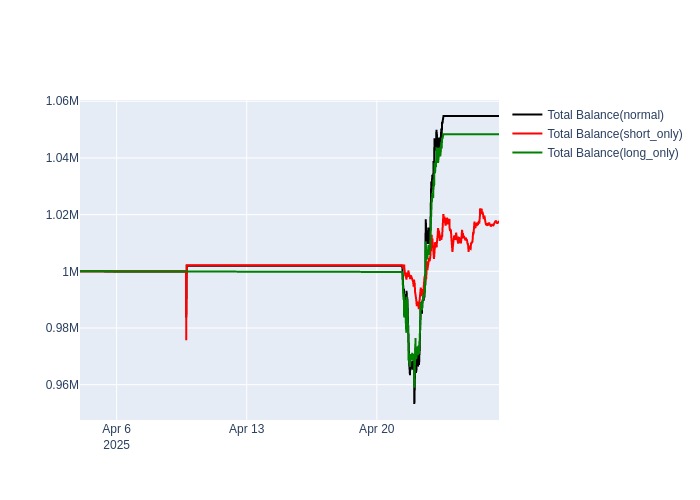 1.06M
1.04M
1.02M
1M
0.98M
0.96M
Apr 6
2025
Apr 13
Apr 20
Total Balance(normal)
Total Balance(short_only)
Total Balance(long_only)